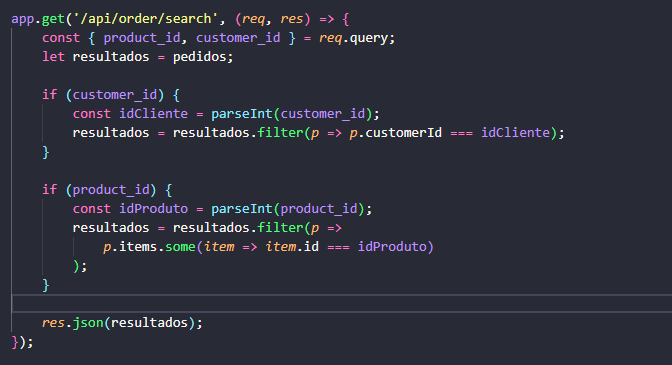 app.get('/api/order/search', (req, res) => {
    const { product_id, customer_id } = req.query;
    let resultados = pedidos;

    if (customer_id) {
        const idCliente = parseInt(customer_id);
        resultados = resultados.filter(p => p.customerId === idCliente);
    }

    if (product_id) {
        const idProduto = parseInt(product_id);
        resultados = resultados.filter(p =>
            p.items.some(item => item.id === idProduto)
        );
    }

    res.json(resultados);
});